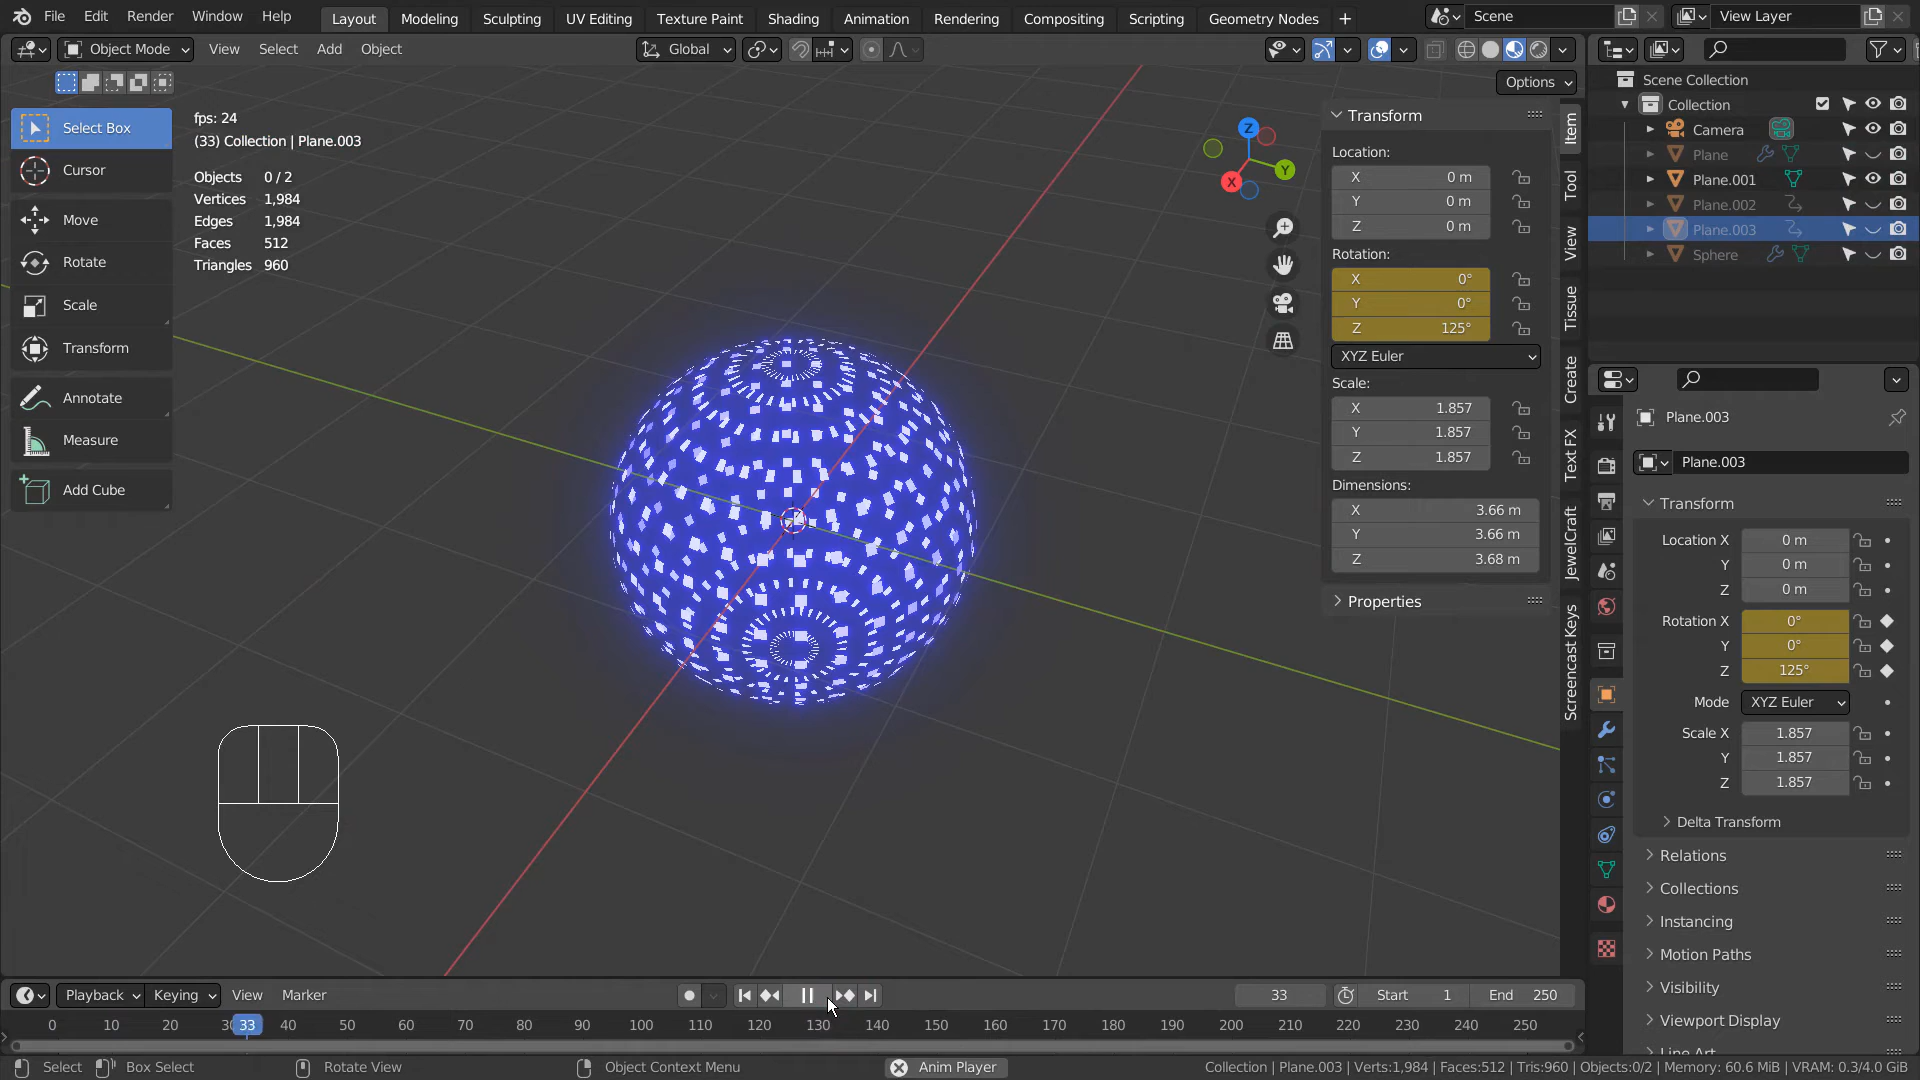 File Edit Render Window Help Layout Modeling Sculpting UV Editing Texture Paint Shading Animation Rendering Compositing Scripting Geometry Nodes + Scene View Layer
Object Mode View Select Add Object Global
Options
Select Box
Cursor
Move
Rotate
Scale
Transform
Annotate
Measure
Add Cube
fps: 24
(33) Collection | Plane.003
Objects 0 / 2
Vertices 1,984
Edges 1,984
Faces 512
Triangles 960
Z
Y
X
Transform
Location:
X 0 m
Y 0 m
Z 0 m
Rotation:
X 0°
Y 0°
Z 125°
XYZ Euler
Scale:
X 1.857
Y 1.857
Z 1.857
Dimensions:
X 3.66 m
Y 3.66 m
Z 3.68 m
Properties
Item
Tool
View
Tissue
Create
Text FX
JewelCraft
Screencast Keys
Scene Collection
Collection
Camera
Plane
Plane.001
Plane.002
Plane.003
Sphere
Plane.003
Plane.003
Transform
Location X 0 m
Y 0 m
Z 0 m
Rotation X 0°
Y 0°
Z 125°
Mode XYZ Euler
Scale X 1.857
Y 1.857
Z 1.857
Delta Transform
Relations
Collections
Instancing
Motion Paths
Visibility
Viewport Display
Line Art
Playback Keying View Marker 33 Start 1 End 250
0 10 20 30 33 40 50 60 70 80 90 100 110 120 130 140 150 160 170 180 190 200 210 220 230 240 250
Select Box Select Rotate View Object Context Menu Anim Player Collection | Plane.003 | Verts:1,984 | Faces:512 | Tris:960 | Objects:0/2 | Memory: 60.6 MiB | VRAM: 0.3/4.0 GiB